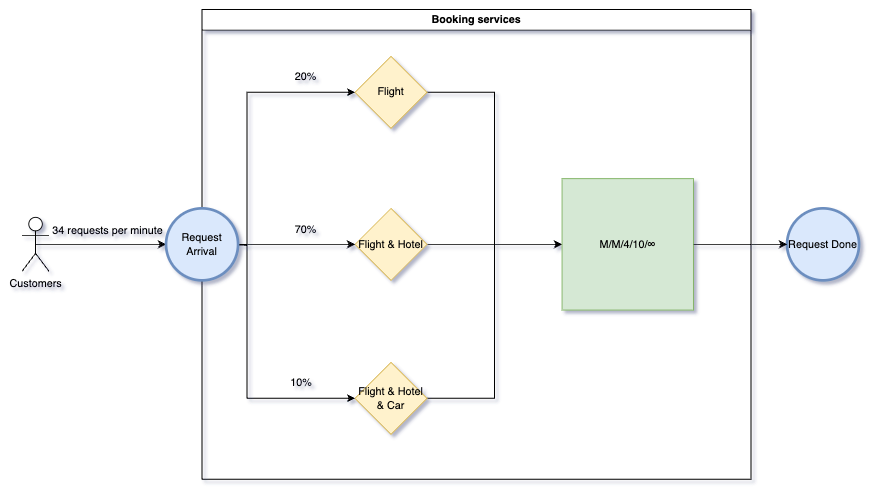 Booking services
20%
Flight
34 requests per minute
Request
Arrival
70%
Flight & Hotel
M/M/4/10/∞
Request Done
Customers
10%
Flight & Hotel
& Car